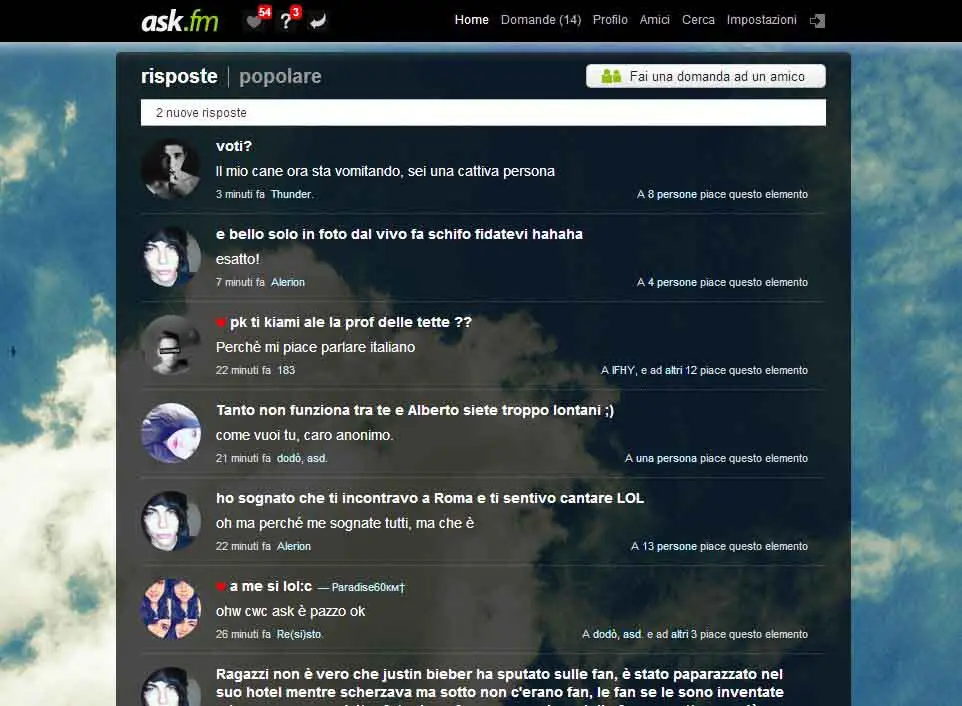 ask.fm
54
3
Home Domande (14) Profilo Amici Cerca Impostazioni
risposte popolare
Fai una domanda ad un amico
2 nuove risposte
voti?
Il mio cane ora sta vomitando, sei una cattiva persona
3 minuti fa Thunder.
A 8 persone piace questo elemento
e bello solo in foto dal vivo fa schifo fidatevi hahaha
esatto!
7 minuti fa Alerion
A 4 persone piace questo elemento
pk ti kiami ale la prof delle tette ??
Perchè mi piace parlare italiano
22 minuti fa 183
A IFHY, e ad altri 12 piace questo elemento
Tanto non funziona tra te e Alberto siete troppo lontani ;)
come vuoi tu, caro anonimo.
21 minuti fa dodò, asd.
A una persona piace questo elemento
ho sognato che ti incontravo a Roma e ti sentivo cantare LOL
oh ma perché me sognate tutti, ma che è
22 minuti fa Alerion
A 13 persone piace questo elemento
a me si lol:c — Paradise60км†
ohw cwc ask è pazzo ok
26 minuti fa Re(si)sto.
A dodò, asd. e ad altri 3 piace questo elemento
Ragazzi non è vero che justin bieber ha sputato sulle fan, è stato paparazzato nel
suo hotel mentre scherzava ma sotto non c'erano fan, le fan se le sono inventate